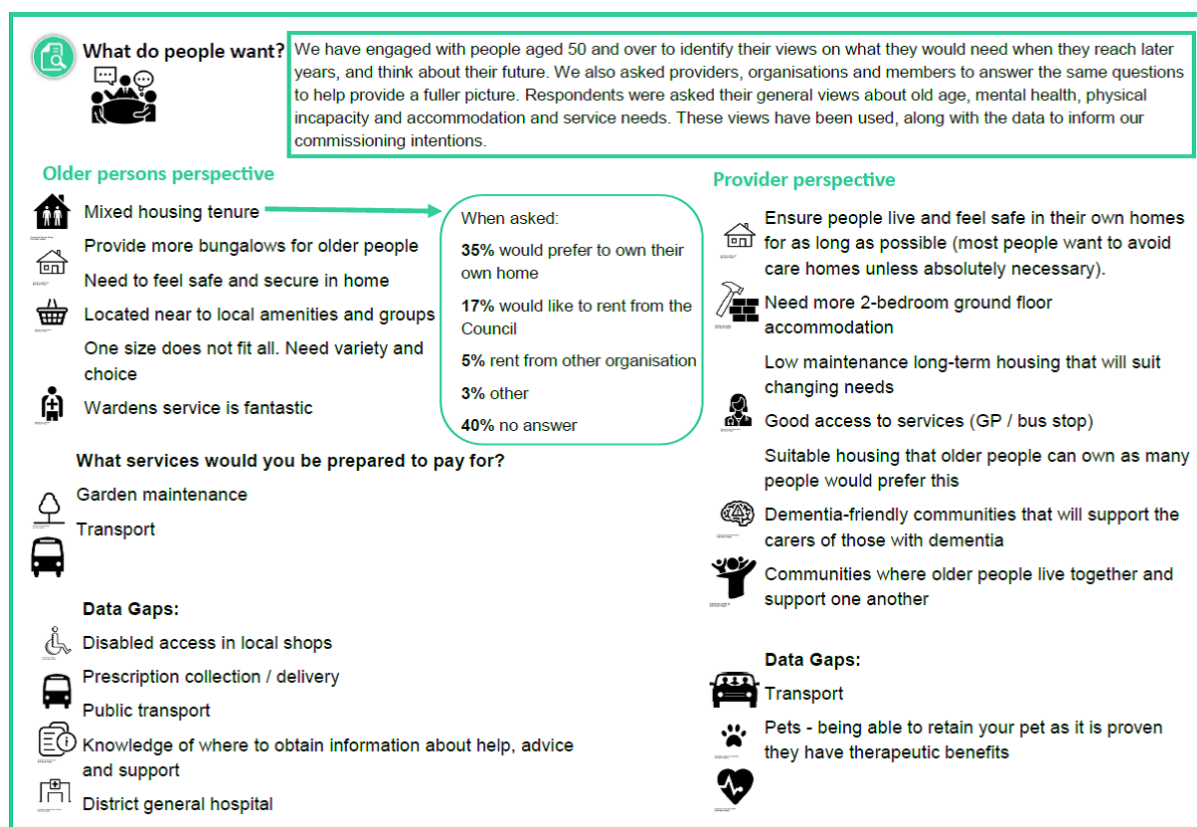 What do people want?
We have engaged with people aged 50 and over to identify their views on what they would need when they reach later
years, and think about their future. We also asked providers, organisations and members to answer the same questions
to help provide a fuller picture. Respondents were asked their general views about old age, mental health, physical
incapacity and accommodation and service needs. These views have been used, along with the data to inform our
commissioning intentions.
Older persons perspective
Mixed housing tenure
Provide more bungalows for older people
Need to feel safe and secure in home
Located near to local amenities and groups
One size does not fit all. Need variety and
choice
Wardens service is fantastic
When asked:
35% would prefer to own their
own home
17% would like to rent from the
Council
5% rent from other organisation
3% other
40% no answer
What services would you be prepared to pay for?
Garden maintenance
Transport
Data Gaps:
Disabled access in local shops
Prescription collection / delivery
Public transport
Knowledge of where to obtain information about help, advice
and support
District general hospital
Provider perspective
Ensure people live and feel safe in their own homes
for as long as possible (most people want to avoid
care homes unless absolutely necessary).
Need more 2-bedroom ground floor
accommodation
Low maintenance long-term housing that will suit
changing needs
Good access to services (GP / bus stop)
Suitable housing that older people can own as many
people would prefer this
Dementia-friendly communities that will support the
carers of those with dementia
Communities where older people live together and
support one another
Data Gaps:
Transport
Pets - being able to retain your pet as it is proven
they have therapeutic benefits